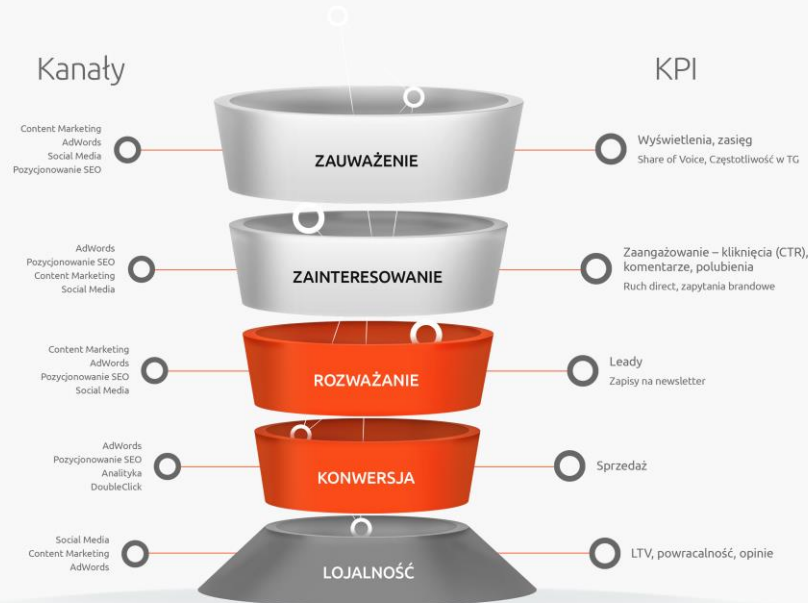 Kanały
KPI
Content Marketing
AdWords
Social Media
Pozycjonowanie SEO
ZAUWAŻENIE
Wyświetlenia, zasięg
Share of Voice, Częstotliwość w TG
AdWords
Pozycjonowanie SEO
Content Marketing
Social Media
ZAINTERESOWANIE
Zaangażowanie – kliknięcia (CTR),
komentarze, polubienia
Ruch direct, zapytania brandowe
Content Marketing
AdWords
Pozycjonowanie SEO
Social Media
ROZWAŻANIE
Leady
Zapisy na newsletter
AdWords
Pozycjonowanie SEO
Analityka
DoubleClick
KONWERSJA
Sprzedaż
Social Media
Content Marketing
AdWords
LOJALNOŚĆ
LTV, powracalność, opinie